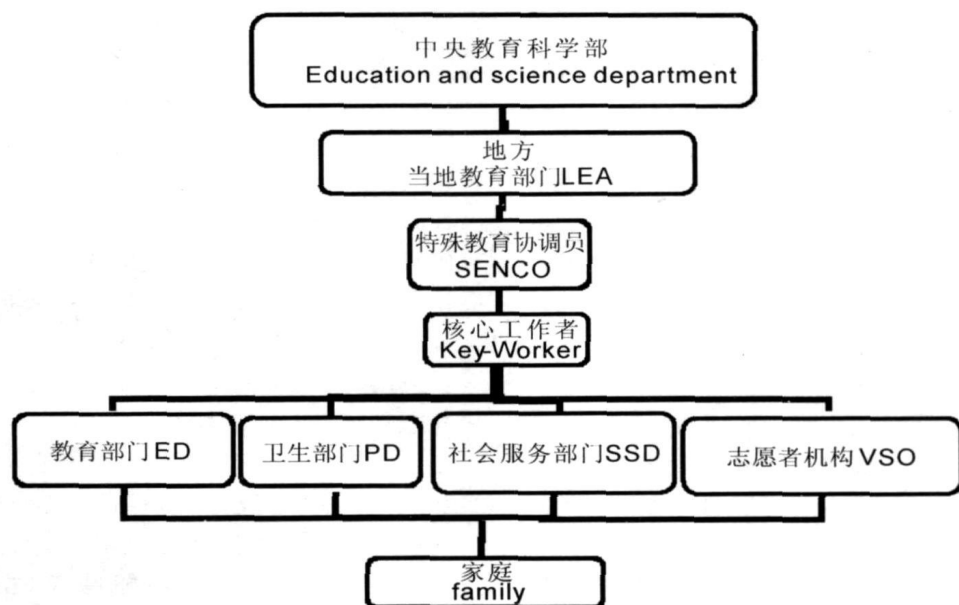 中央教育科学部
Education and science department
地方
当地教育部门LEA
特殊教育协调员
SENCO
核心工作者
Key-Worker
教育部门ED
卫生部门PD
社会服务部门SSD
志愿者机构VSO
家庭
family